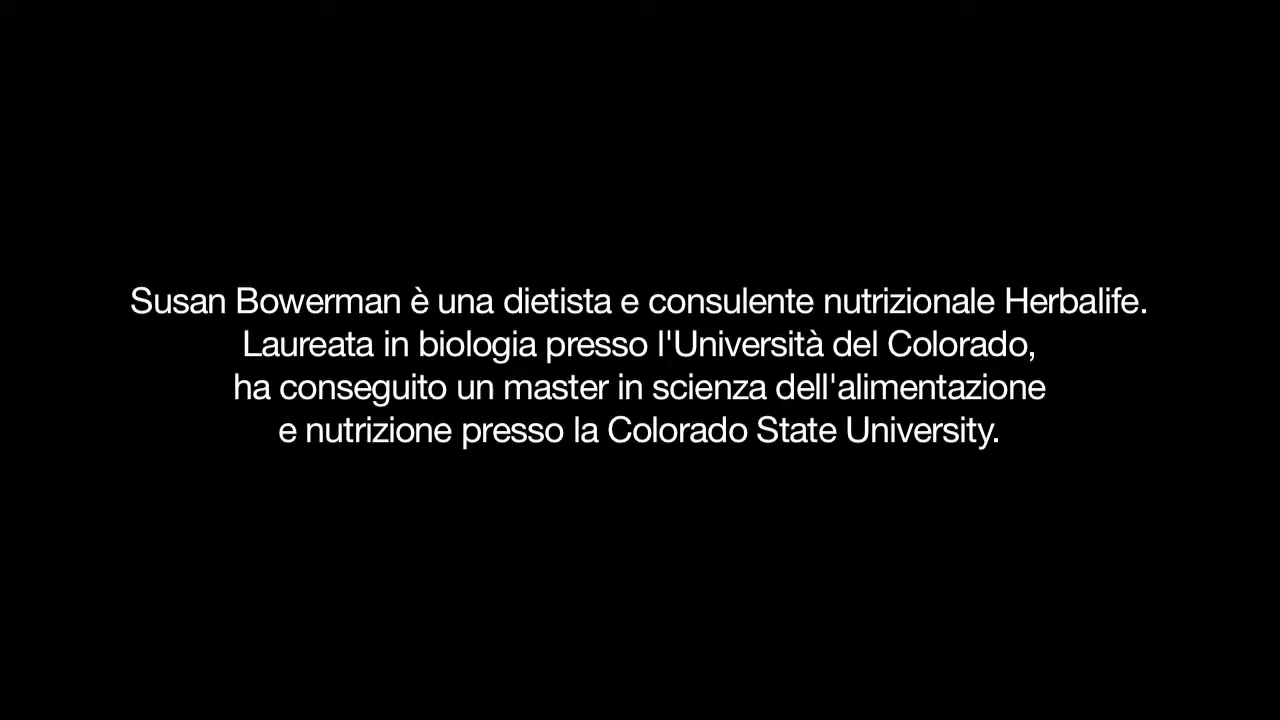 Susan Bowerman è una dietista e consulente nutrizionale Herbalife.
Laureata in biologia presso l'Università del Colorado,
ha conseguito un master in scienza dell'alimentazione
e nutrizione presso la Colorado State University.